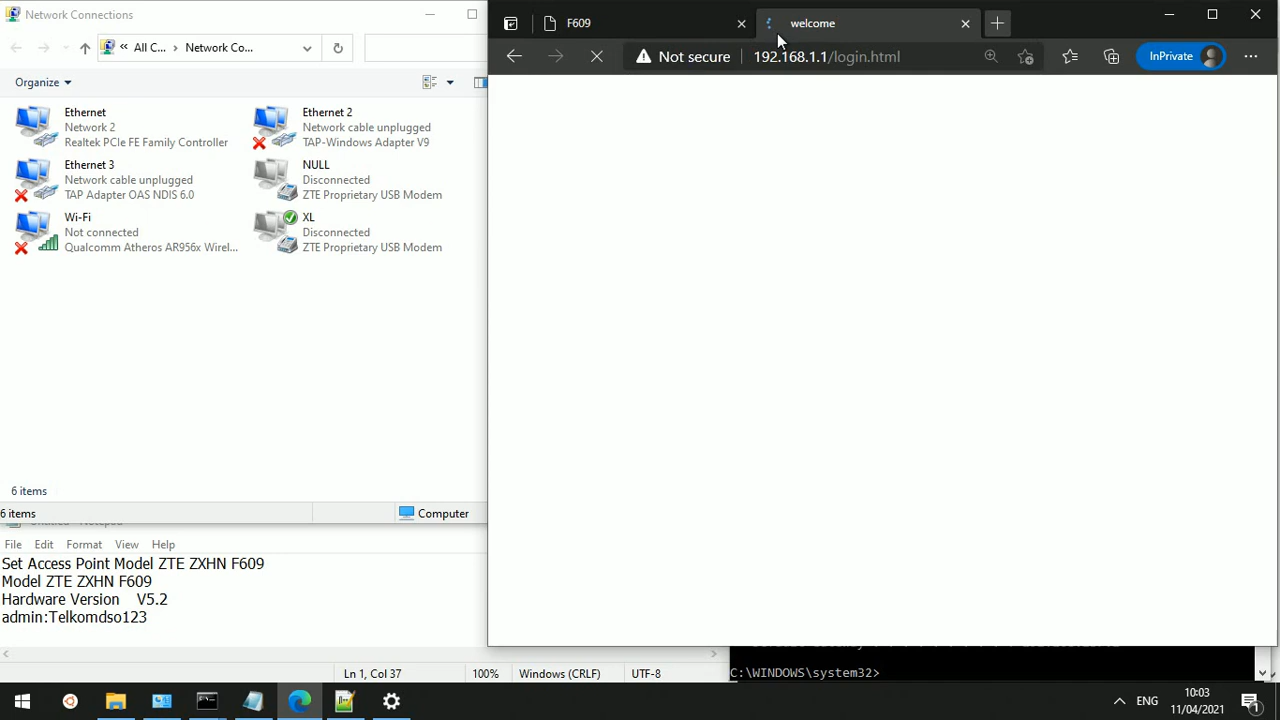 Network Connections
All C...
Network Co...
Organize
Ethernet
Network 2
Realtek PCIe FE Family Controller
Ethernet 2
Network cable unplugged
TAP-Windows Adapter V9
Ethernet 3
Network cable unplugged
TAP Adapter OAS NDIS 6.0
NULL
Disconnected
ZTE Proprietary USB Modem
Wi-Fi
Not connected
Qualcomm Atheros AR956x Wirel...
XL
Disconnected
ZTE Proprietary USB Modem
6 items
6 items
Computer
Untitled - Notepad
File Edit Format View Help
Set Access Point Model ZTE ZXHN F609
Model ZTE ZXHN F609
Hardware Version V5.2
admin:Telkomdso123
Ln 1, Col 37
100%
Windows (CRLF)
UTF-8
F609
welcome
Not secure
192.168.1.1/login.html
InPrivate
C:\WINDOWS\system32>
ENG
10:03
11/04/2021
1